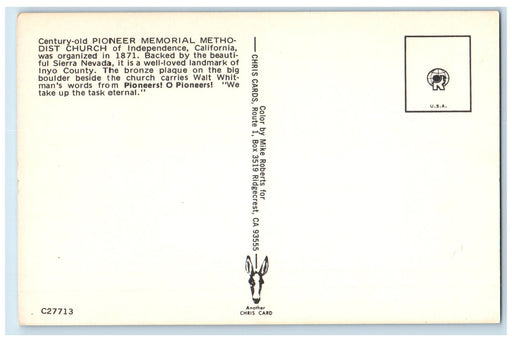 Century-old PIONEER MEMORIAL METHO-
DIST CHURCH of Independence, California,
was organized in 1871. Backed by the beauti-
ful Sierra Nevada, it is a well-loved landmark of
Inyo County. The bronze plaque on the big
boulder beside the church carries Walt Whit-
man's words from Pioneers! O Pioneers! "We
take up the task eternal."
Color by Mike Roberts for
CHRIS CARDS, Route 1, Box 3519 Ridgecrest, CA 93555
U.S.A.
C27713
Another
CHRIS CARD